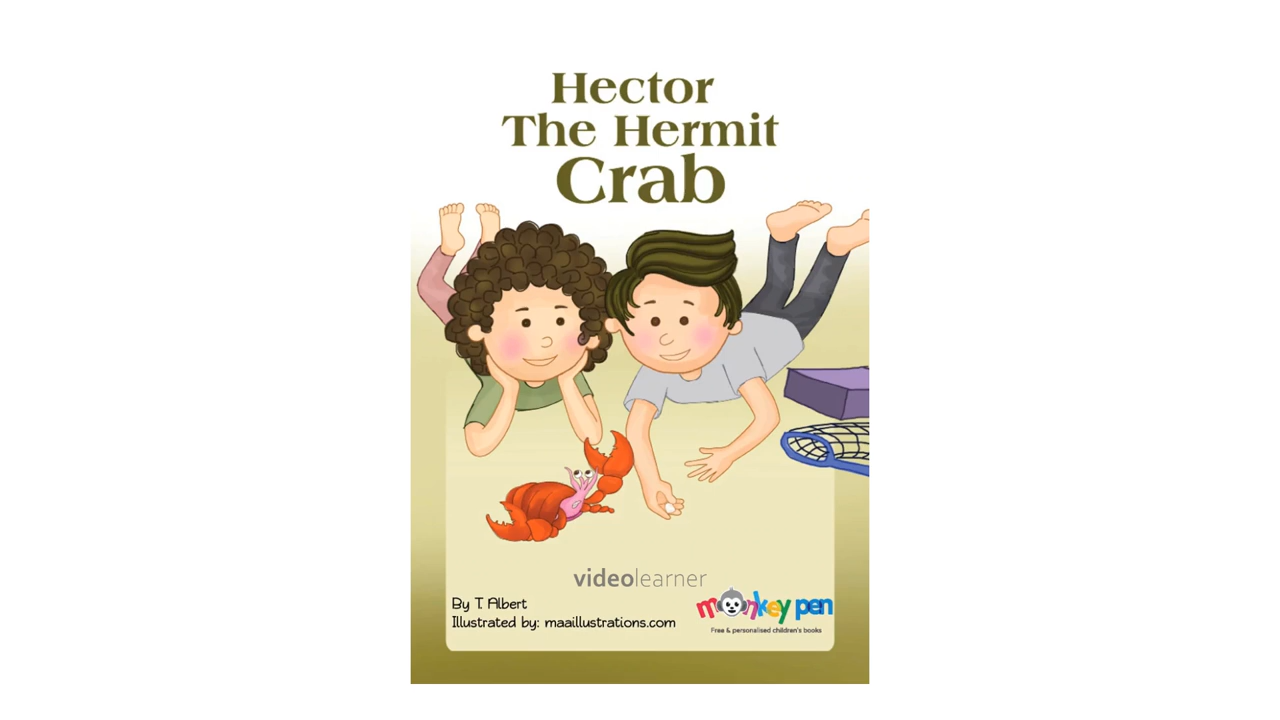 Hector
The Hermit
Crab
videolearner
By T. Albert
Illustrated by: maaillustrations.com
monkey pen
Free & personalised children's books